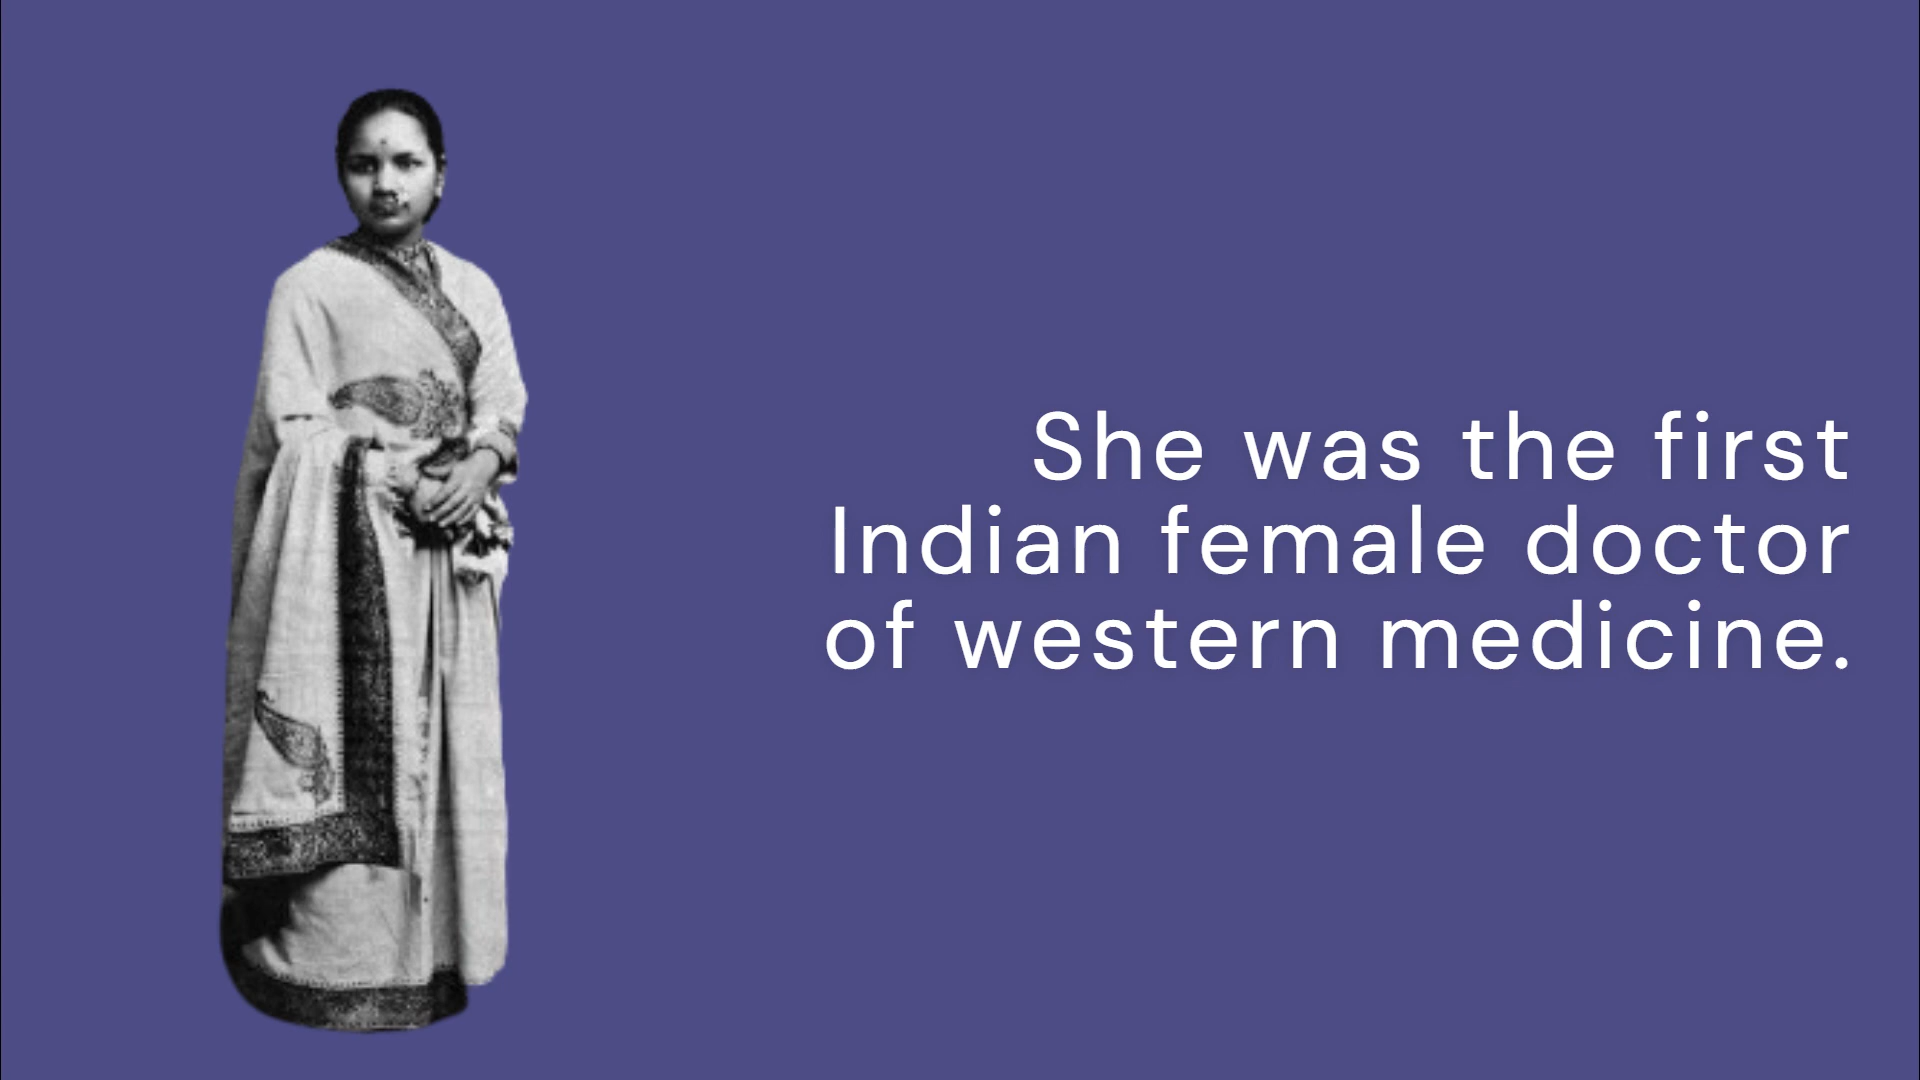 She was the first
Indian female doctor
of western medicine.